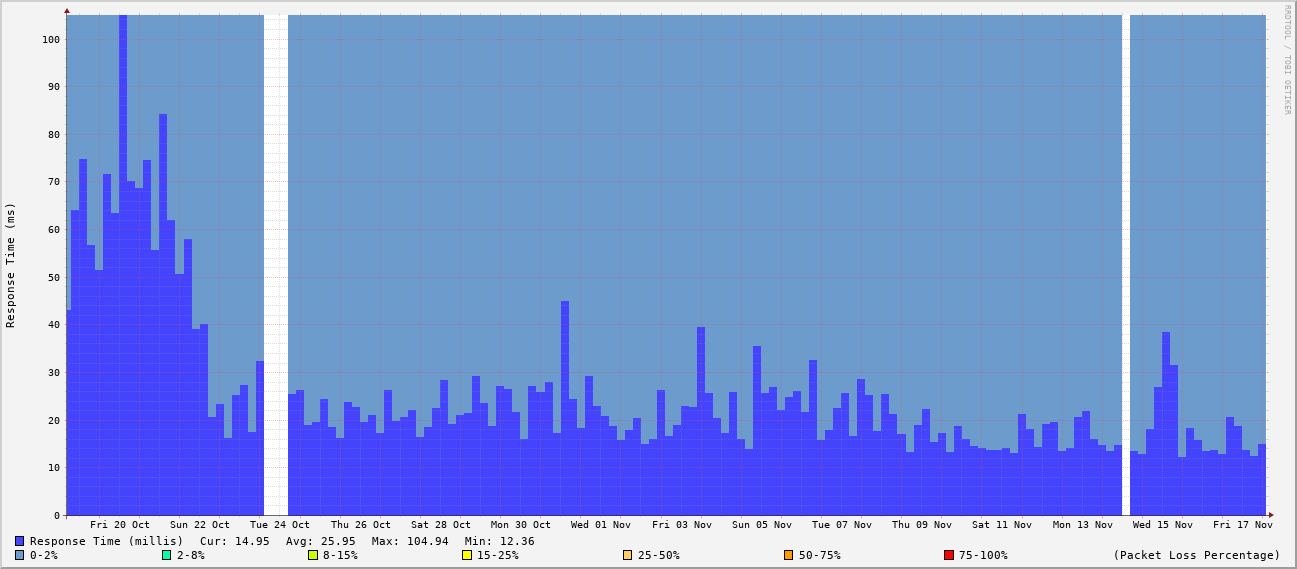 RRDTOOL / TOBI OETIKER
Response Time (ms)
100
90
80
70
60
50
40
30
20
10
0
Fri 20 Oct Sun 22 Oct Tue 24 Oct Thu 26 Oct Sat 28 Oct Mon 30 Oct Wed 01 Nov Fri 03 Nov Sun 05 Nov Tue 07 Nov Thu 09 Nov Sat 11 Nov Mon 13 Nov Wed 15 Nov Fri 17 Nov
Response Time (millis) Cur: 14.95 Avg: 25.95 Max: 104.94 Min: 12.36
0-2% 2-8% 8-15% 15-25% 25-50% 50-75% 75-100% (Packet Loss Percentage)